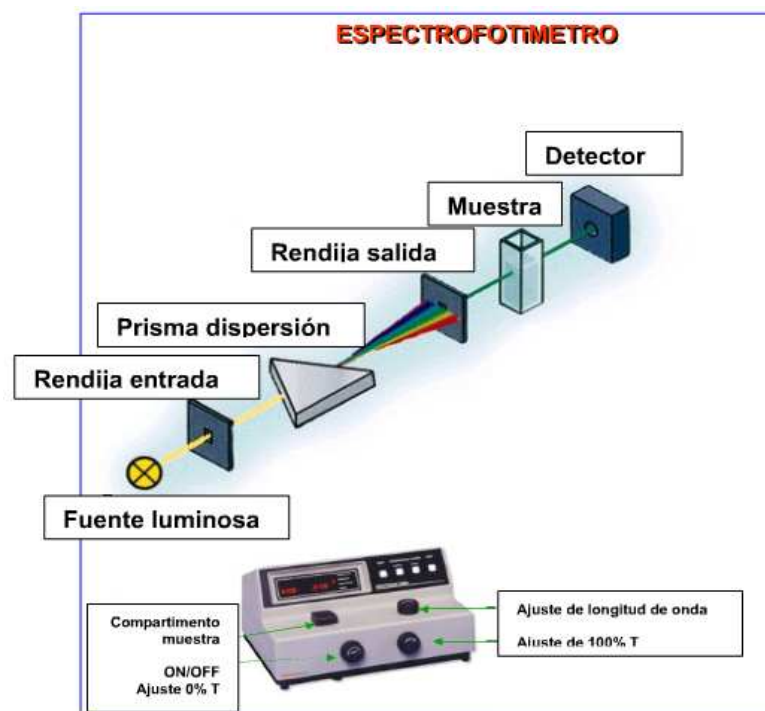 ESPECTROFOTiMETRO
Detector
Muestra
Rendija salida
Prisma dispersión
Rendija entrada
Fuente luminosa
Compartimento
muestra
ON/OFF
Ajuste 0% T
Ajuste de longitud de onda
Ajuste de 100% T